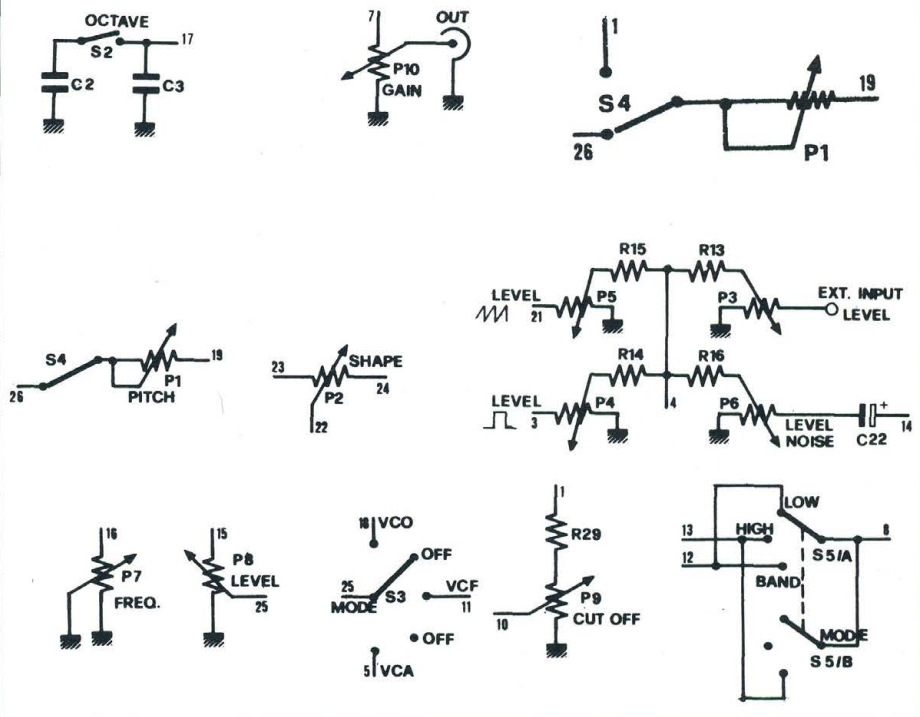 OCTAVE
S2
17
C2
C3
7
OUT
P10
GAIN
1
S4
19
26
P1
R15
R13
LEVEL
P5
P3
EXT. INPUT
21
LEVEL
R14
R16
LEVEL
P4
P6
3
4
LEVEL
NOISE
C22
+
14
S4
19
P1
26
PITCH
23
SHAPE
P2
24
22
16
P7
FREQ.
15
P8
LEVEL
25
18
VCO
OFF
25
S3
MODE
VCF
11
OFF
5
VCA
1
R29
P9
10
CUT OFF
LOW
13
HIGH
8
S5/A
12
BAND
MODE
S5/B